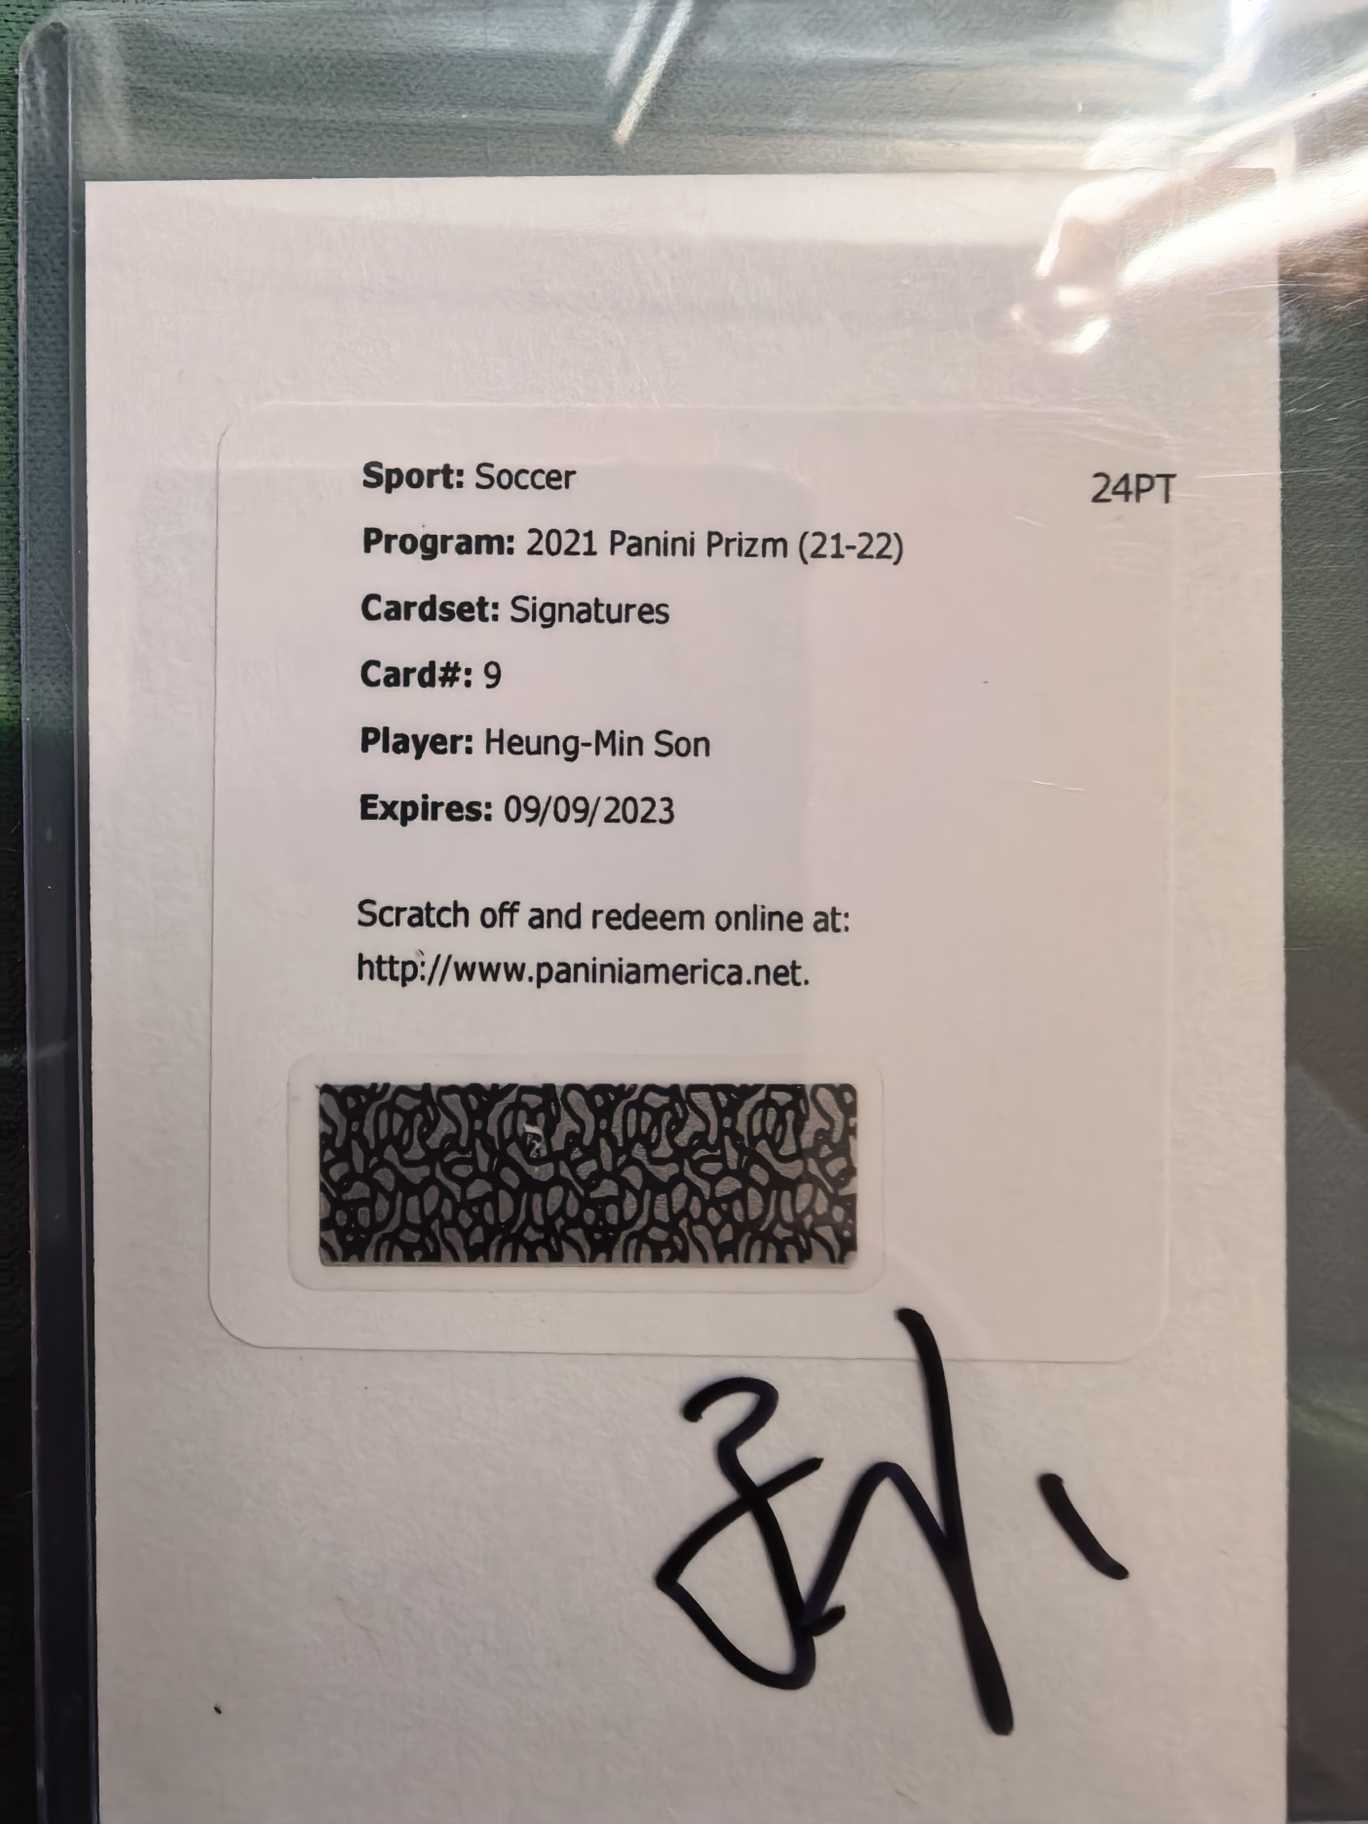 Sport: Soccer
24PT
Program: 2021 Panini Prizm (21-22)
Cardset: Signatures
Card#: 9
Player: Heung-Min Son
Expires: 09/09/2023
Scratch off and redeem online at:
http://www.paniniamerica.net.